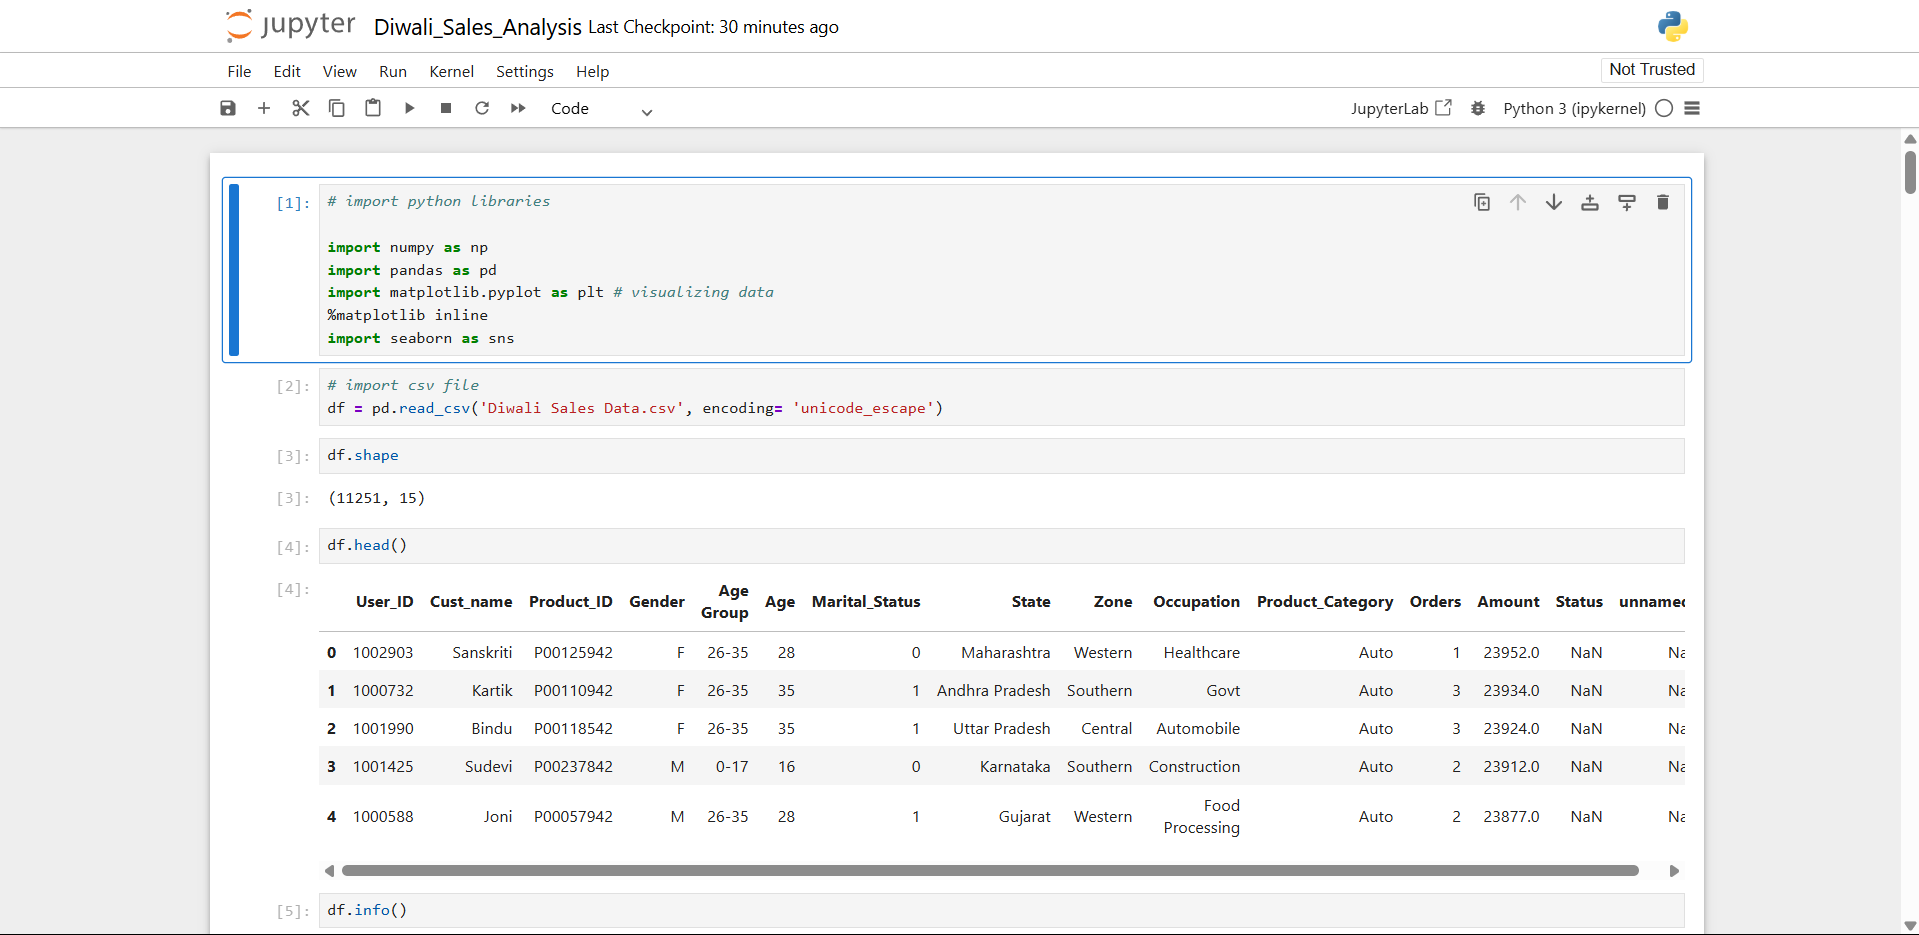 jupyter Diwali_Sales_Analysis Last Checkpoint: 30 minutes ago
File Edit View Run Kernel Settings Help Not Trusted
Code JupyterLab Python 3 (ipykernel)
[1]: # import python libraries
import numpy as np
import pandas as pd
import matplotlib.pyplot as plt # visualizing data
%matplotlib inline
import seaborn as sns
[2]: # import csv file
df = pd.read_csv('Diwali Sales Data.csv', encoding= 'unicode_escape')
[3]: df.shape
[3]: (11251, 15)
[4]: df.head()
[4]:
User_ID Cust_name Product_ID Gender Age Group Age Marital_Status State Zone Occupation Product_Category Orders Amount Status unnamed
0 1002903 Sanskriti P00125942 F 26-35 28 0 Maharashtra Western Healthcare Auto 1 23952.0 NaN Na
1 1000732 Kartik P00110942 F 26-35 35 1 Andhra Pradesh Southern Govt Auto 3 23934.0 NaN Na
2 1001990 Bindu P00118542 F 26-35 35 1 Uttar Pradesh Central Automobile Auto 3 23924.0 NaN Na
3 1001425 Sudevi P00237842 M 0-17 16 0 Karnataka Southern Construction Auto 2 23912.0 NaN Na
4 1000588 Joni P00057942 M 26-35 28 1 Gujarat Western Food Processing Auto 2 23877.0 NaN Na
[5]: df.info()